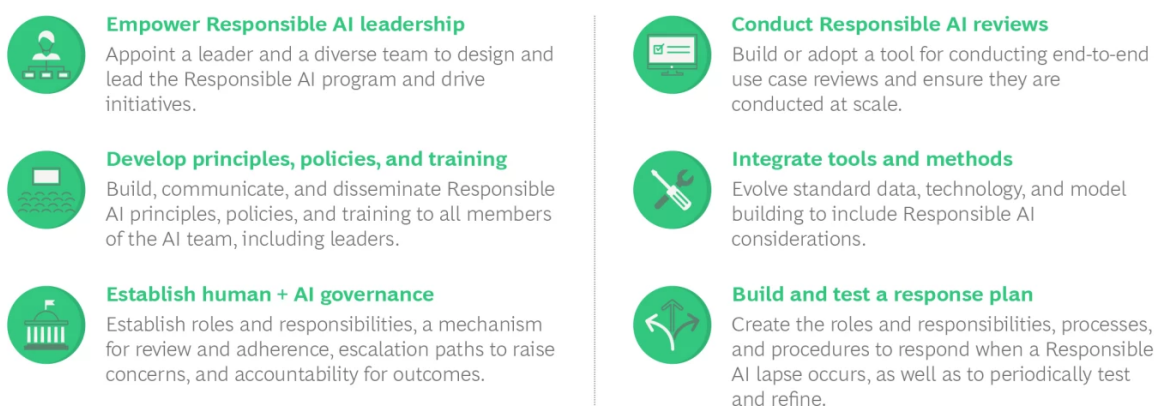 Empower Responsible AI leadership
Appoint a leader and a diverse team to design and
lead the Responsible AI program and drive
initiatives.
Develop principles, policies, and training
Build, communicate, and disseminate Responsible
AI principles, policies, and training to all members
of the AI team, including leaders.
Establish human + AI governance
Establish roles and responsibilities, a mechanism
for review and adherence, escalation paths to raise
concerns, and accountability for outcomes.
Conduct Responsible AI reviews
Build or adopt a tool for conducting end-to-end
use case reviews and ensure they are
conducted at scale.
Integrate tools and methods
Evolve standard data, technology, and model
building to include Responsible AI
considerations.
Build and test a response plan
Create the roles and responsibilities, processes,
and procedures to respond when a Responsible
AI lapse occurs, as well as to periodically test
and refine.